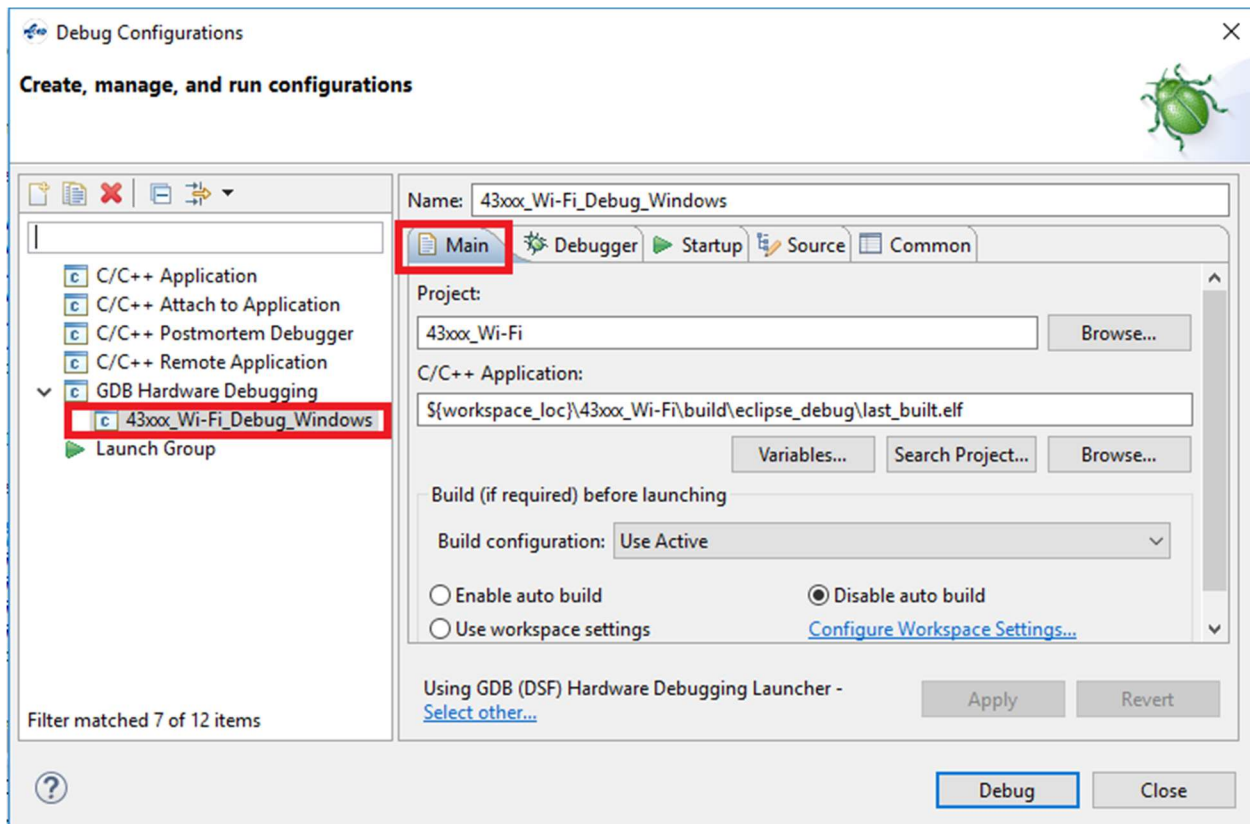 Debug Configurations
Create, manage, and run configurations
C/C++ Application
C/C++ Attach to Application
C/C++ Postmortem Debugger
C/C++ Remote Application
GDB Hardware Debugging
43xxx_Wi-Fi_Debug_Windows
Launch Group
Filter matched 7 of 12 items
Name: 43xxx_Wi-Fi_Debug_Windows
Main Debugger Startup Source Common
Project:
43xxx_Wi-Fi Browse...
C/C++ Application:
${workspace_loc}\43xxx_Wi-Fi\build\eclipse_debug\last_built.elf
Variables... Search Project... Browse...
Build (if required) before launching
Build configuration: Use Active
Enable auto build Disable auto build
Use workspace settings Configure Workspace Settings...
Using GDB (DSF) Hardware Debugging Launcher -
Select other... Apply Revert
Debug Close